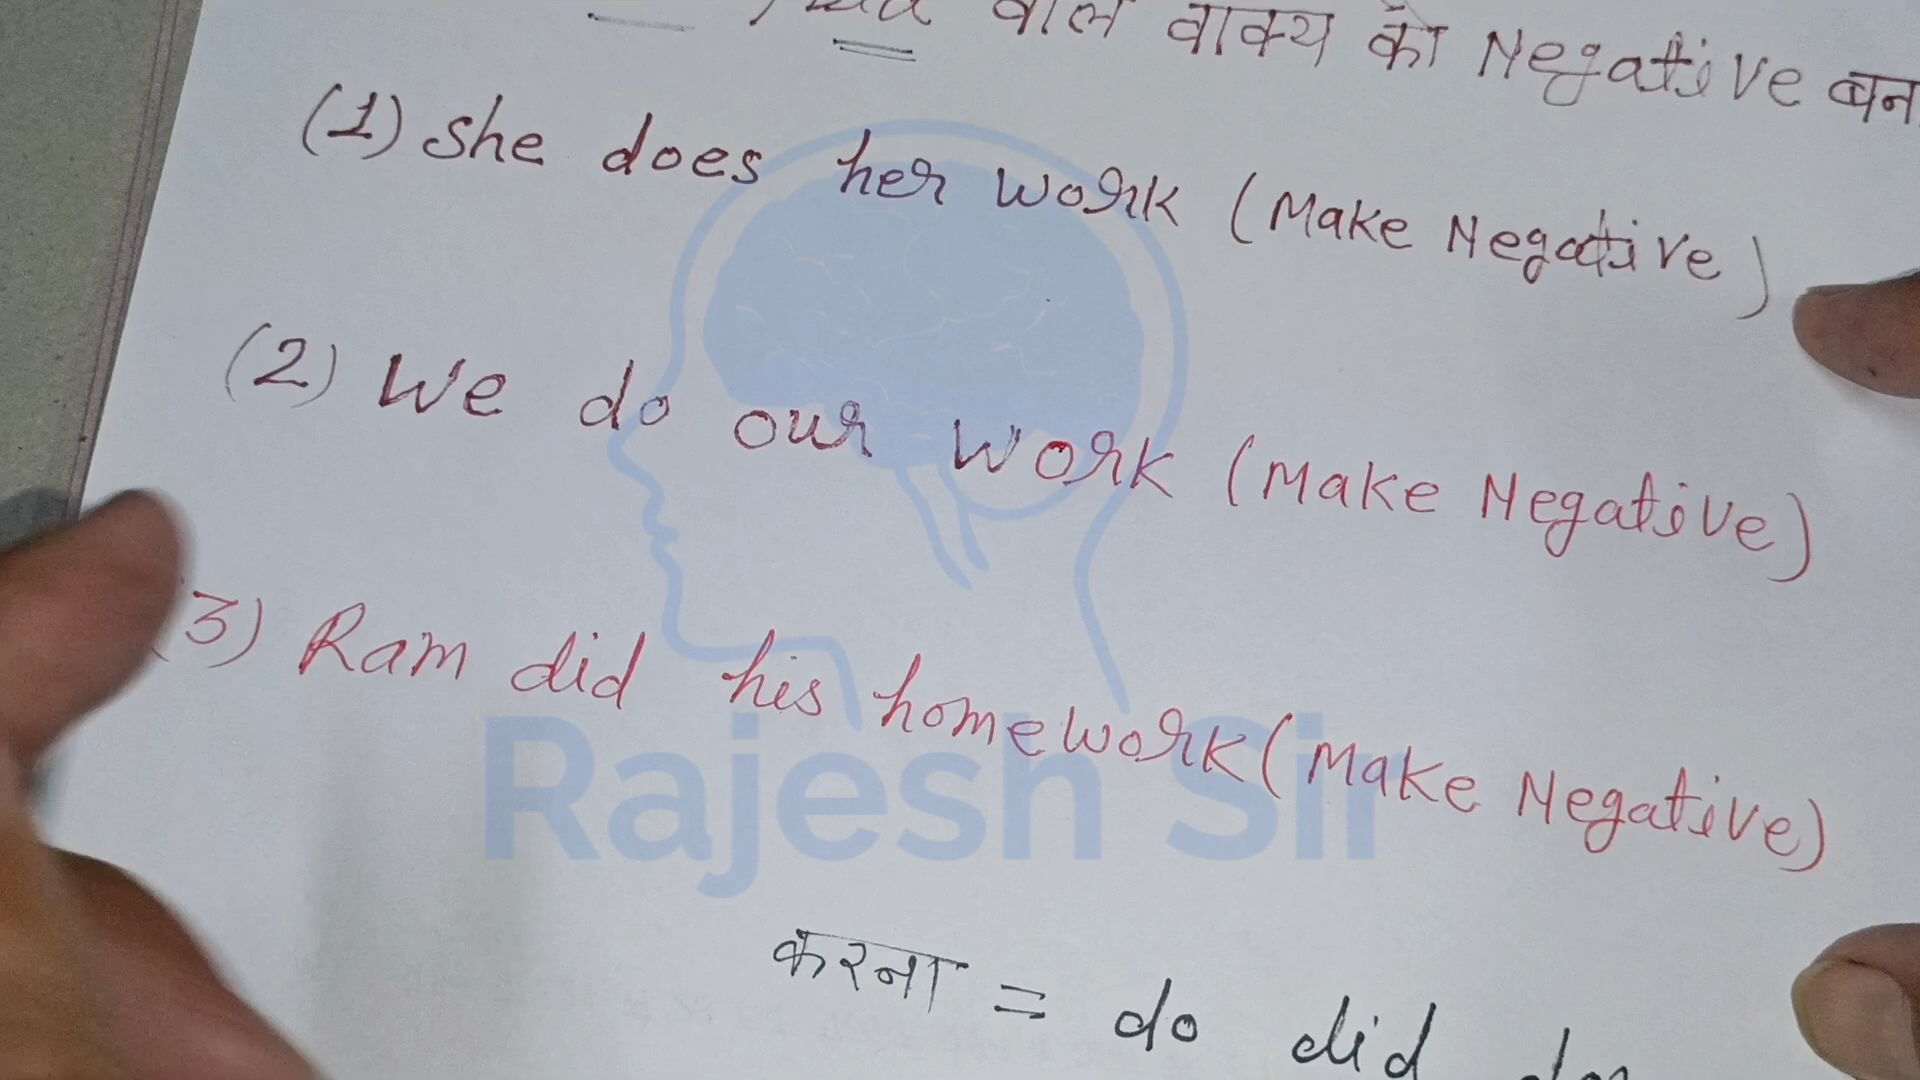 वाले वाक्य को Negative
(1) She does her work (Make Negative)
(2) We do our work (Make Negative)
3) Ram did his homework (Make Negative)
Rajesh Sir
करना = do did